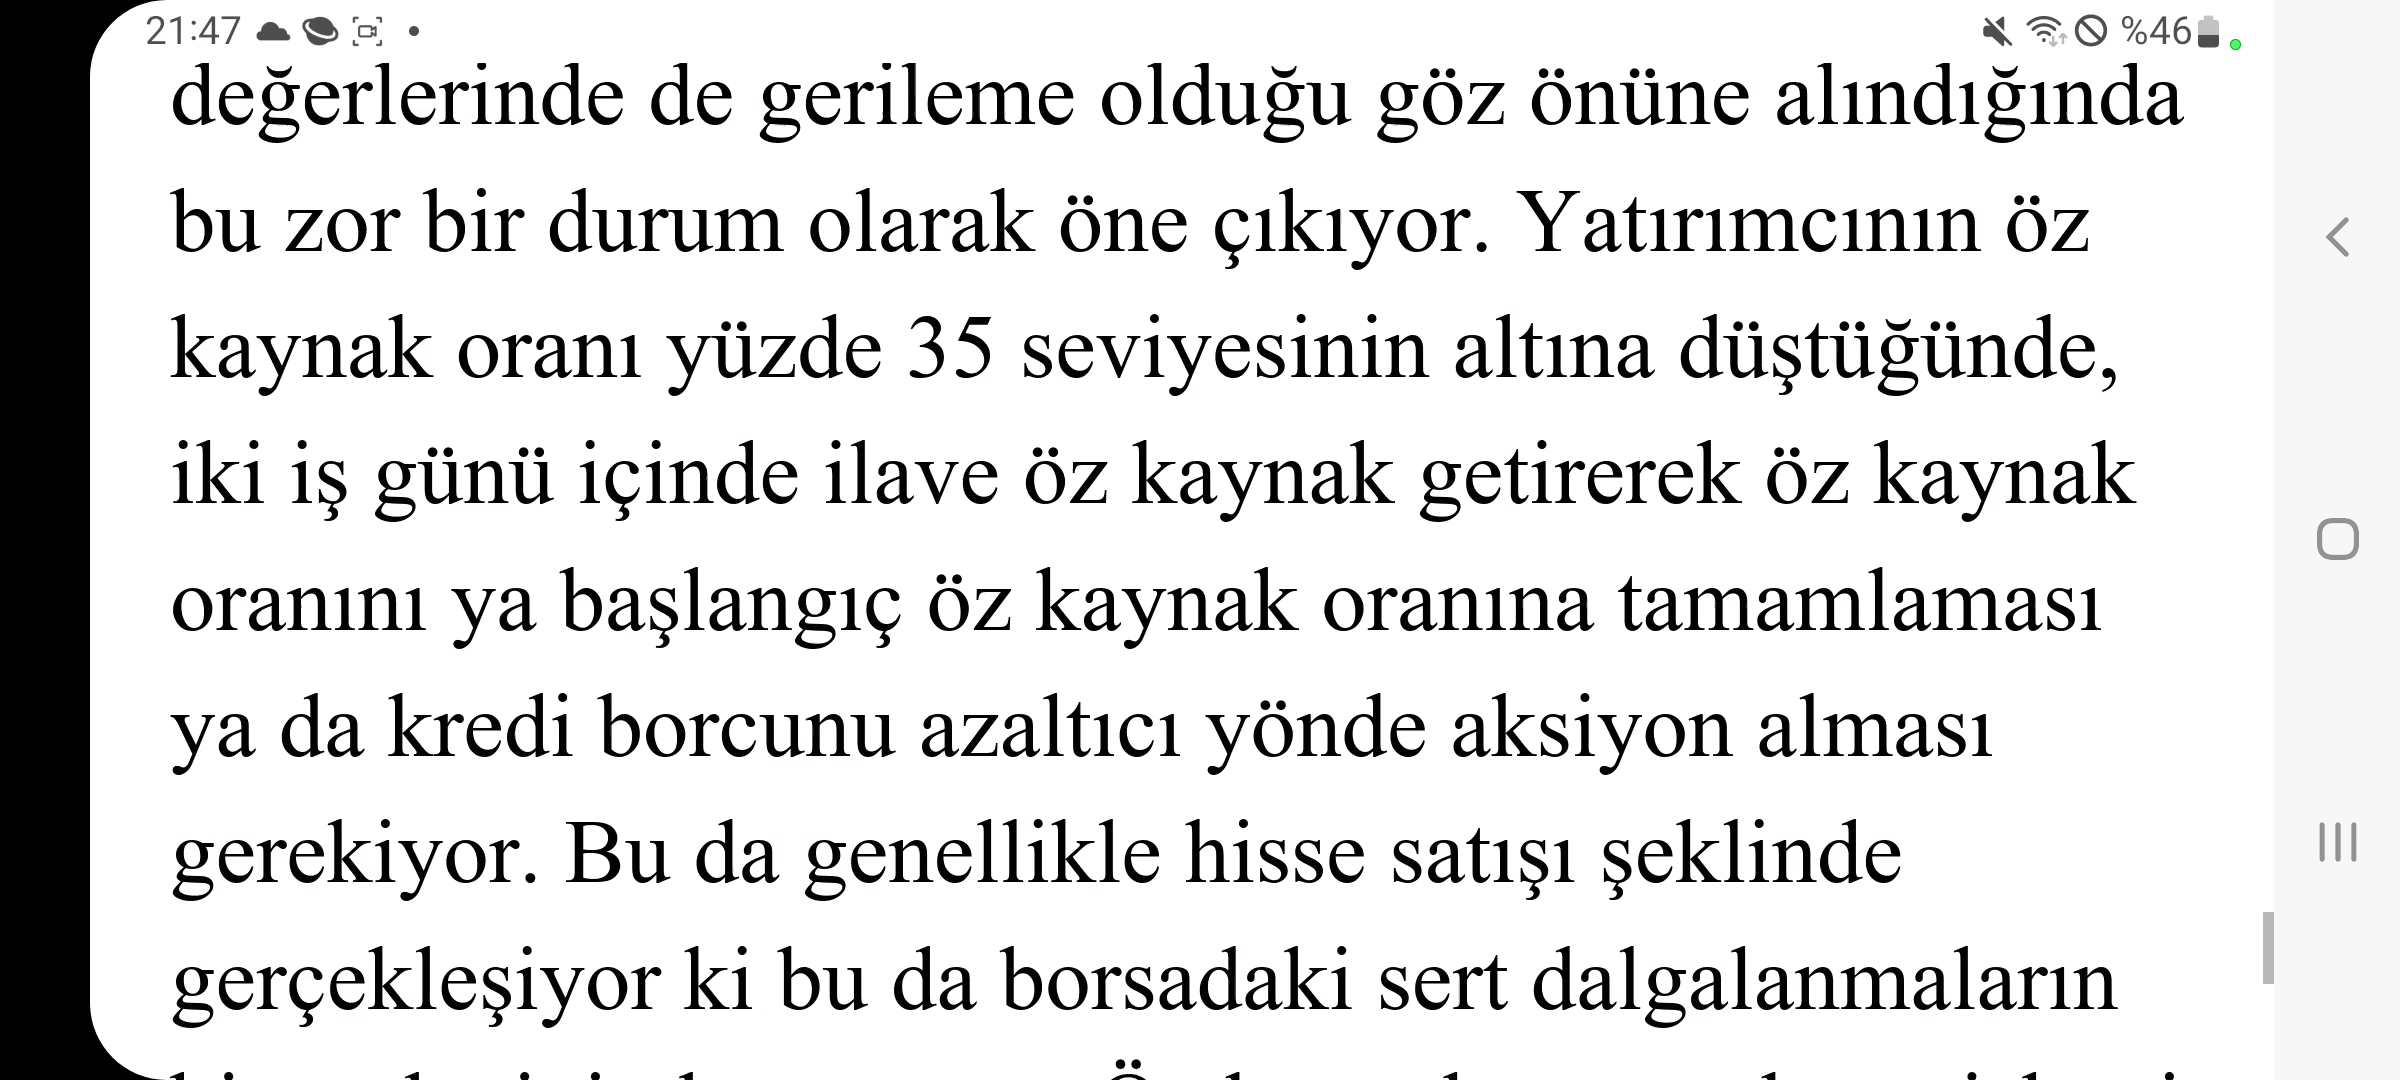 21:47 %46
değerlerinde de gerileme olduğu göz önüne alındığında
bu zor bir durum olarak öne çıkıyor. Yatırımcının öz
kaynak oranı yüzde 35 seviyesinin altına düştüğünde,
iki iş günü içinde ilave öz kaynak getirerek öz kaynak
oranını ya başlangıç öz kaynak oranına tamamlaması
ya da kredi borcunu azaltıcı yönde aksiyon alması
gerekiyor. Bu da genellikle hisse satışı şeklinde
gerçekleşiyor ki bu da borsadaki sert dalgalanmaların